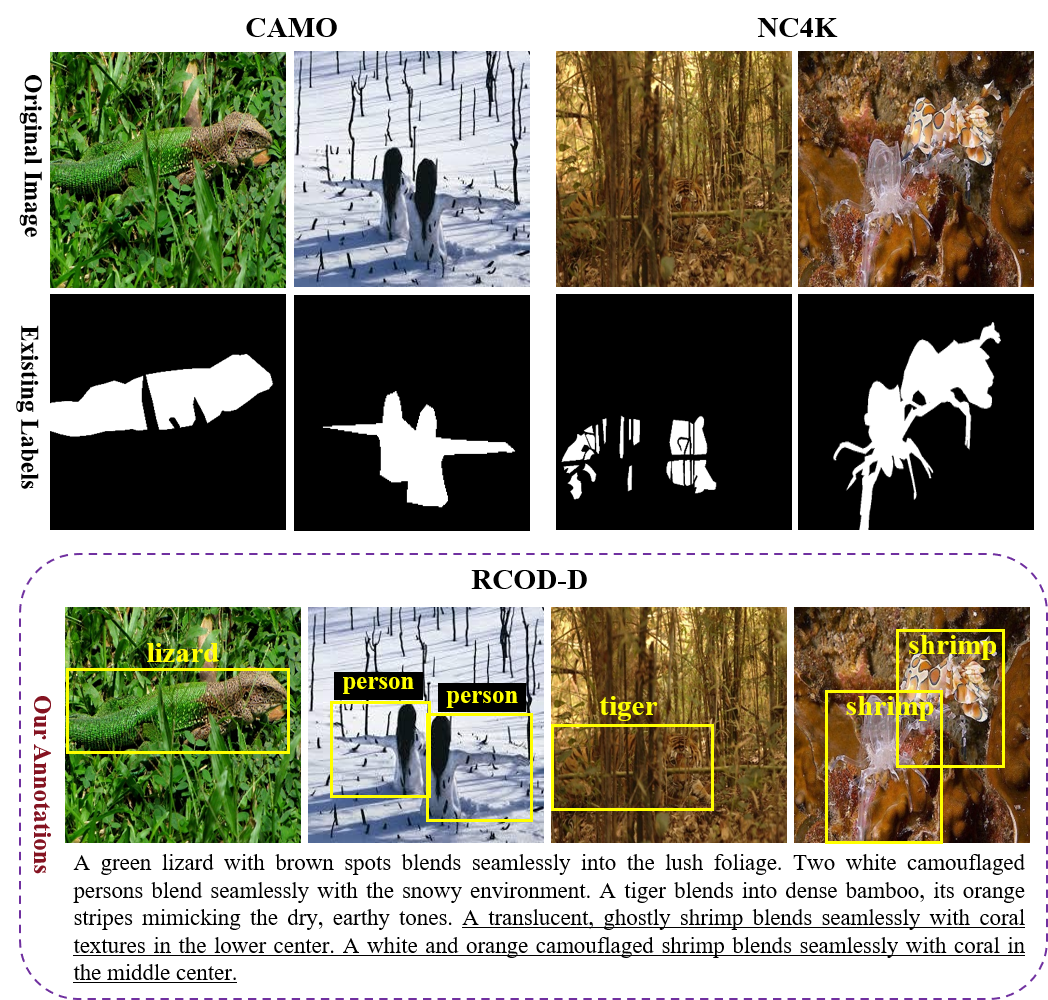 CAMO
NC4K
Original Image
Existing Labels
RCOD-D
Our Annotations
lizard
person
person
tiger
shrimp
shrimp
A green lizard with brown spots blends seamlessly into the lush foliage. Two white camouflaged
persons blend seamlessly with the snowy environment. A tiger blends into dense bamboo, its orange
stripes mimicking the dry, earthy tones. A translucent, ghostly shrimp blends seamlessly with coral
textures in the lower center. A white and orange camouflaged shrimp blends seamlessly with coral in
the middle center.